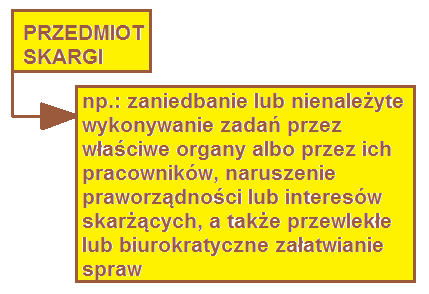 PRZEDMIOT
SKARGI
np.: zaniedbanie lub nienależyte
wykonywanie zadań przez
właściwe organy albo przez ich
pracowników, naruszenie
praworządności lub interesów
skarżących, a także przewlekłe
lub biurokratyczne załatwianie
spraw